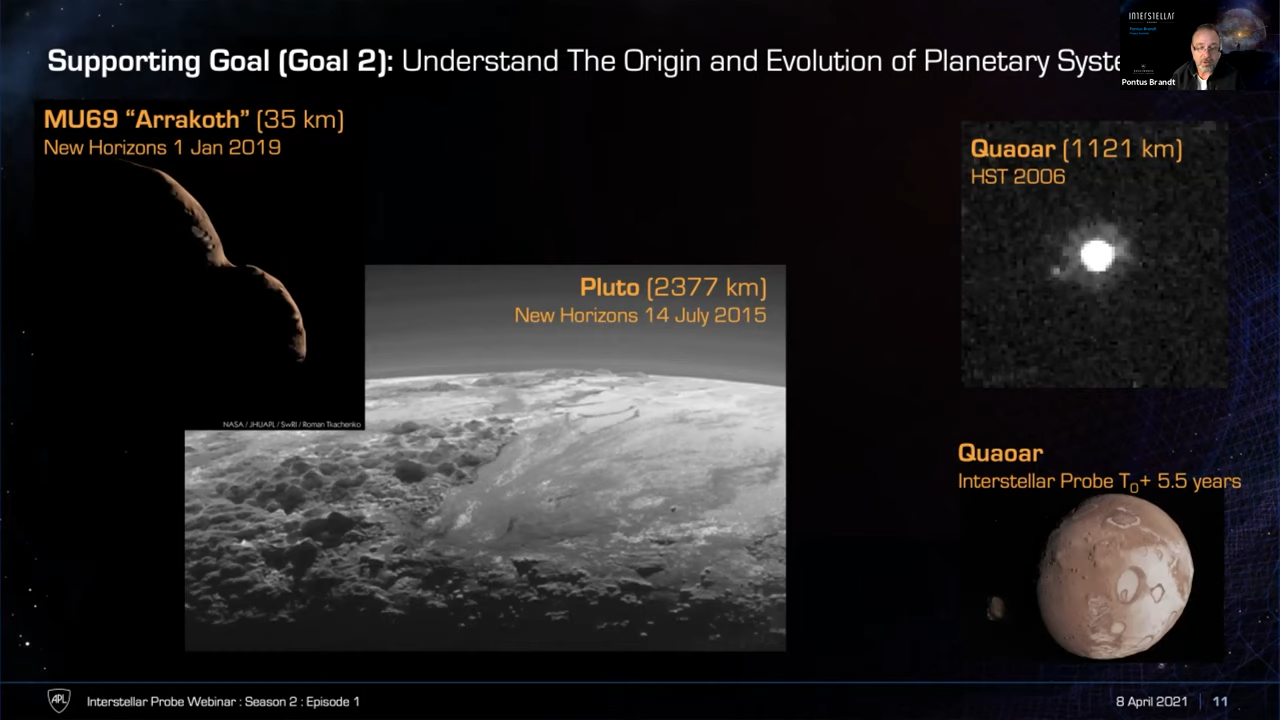 Supporting Goal (Goal 2): Understand The Origin and Evolution of Planetary Syste
INTERSTELLAR
Pontus Brandt
Pontus Brandt
MU69 “Arrakoth” (35 km)
New Horizons 1 Jan 2019
NASA / JHUAPL / SwRI / Roman Tkachenko
Pluto (2377 km)
New Horizons 14 July 2015
Quaoar (1121 km)
HST 2006
Quaoar
Interstellar Probe T0+ 5.5 years
APL
Interstellar Probe Webinar : Season 2 : Episode 1
8 April 2021 | 11